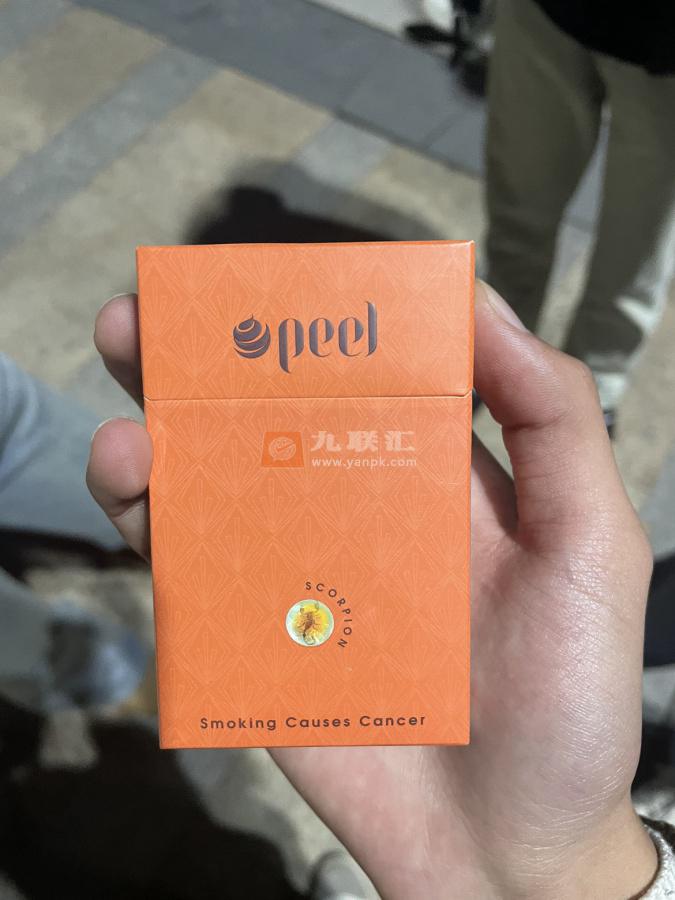 peel
九联汇
www.yanpk.com
SCORPION
Smoking Causes Cancer